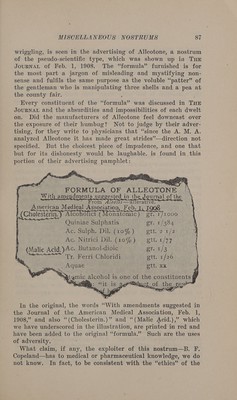 MISCELLANEOUS NOSTRUMS 87
wriggling, is seen in the advertising of Alleotone, a nostrum
of the pseudo-scientific type, which was shown up in THE
JOURNAL of Feb. 1, 1908. The "formula" furnished is for
the most part a jargon of misleading and mystifying non-
sense and fulfils the same purpose as the voluble "patter" of
the gentleman who is manipulating three shells and a pea at
the county fair.
Every constituent of the "formula" was discussed in THE
JOURNAL and the absurdities and impossibilities of each dwelt
on. Did the manufacturers of Alleotone feel downcast over
the exposure of their humbug? Not to judge by their adver-
tising, for they write to physicians that "since the A. M. A.
analyzed Alleotone it has made great strides"—direction not
specified. But the choicest piece of impudence, and one that
but for its dishonesty would be laughable, is found in this
portion of their advertising pamphlet:
FORMULA OF ALLEOTONE
With amendments suggested in the Journal of the
American Medical Association, Feb. 1, 1908
(Cholesterin.) Alcoholict (Monatomic) gr. 1/1000
Quininæ Sulphatis gr. 1/584
Ac. Sulph. Dil. (10%) gtt. 2 1/2
Ac. Nitrici Dil. (10%) gtt. 1/77
(Malic Acid.) Ac. Butanol-dioic gr. 1/3
Tr. Ferri Chloridi gtt. 1/16
Aquae gtt. xx
alcohol is one of the constituents
In the original, the words "With amendments suggested in
the Journal of the American Medical Association, Feb. 1,
1908," and also "(Cholesterin.)" and "(Malic Acid.)," which
we have underscored in the illustration, are printed in red and
have been added to the original "formula." Such are the uses
of adversity.
What claim, if any, the exploiter of this nostrum—B. F.
Copeland—has to medical or pharmaceutical knowledge, we do
not know. In fact, to be consistent with the "ethics" of the